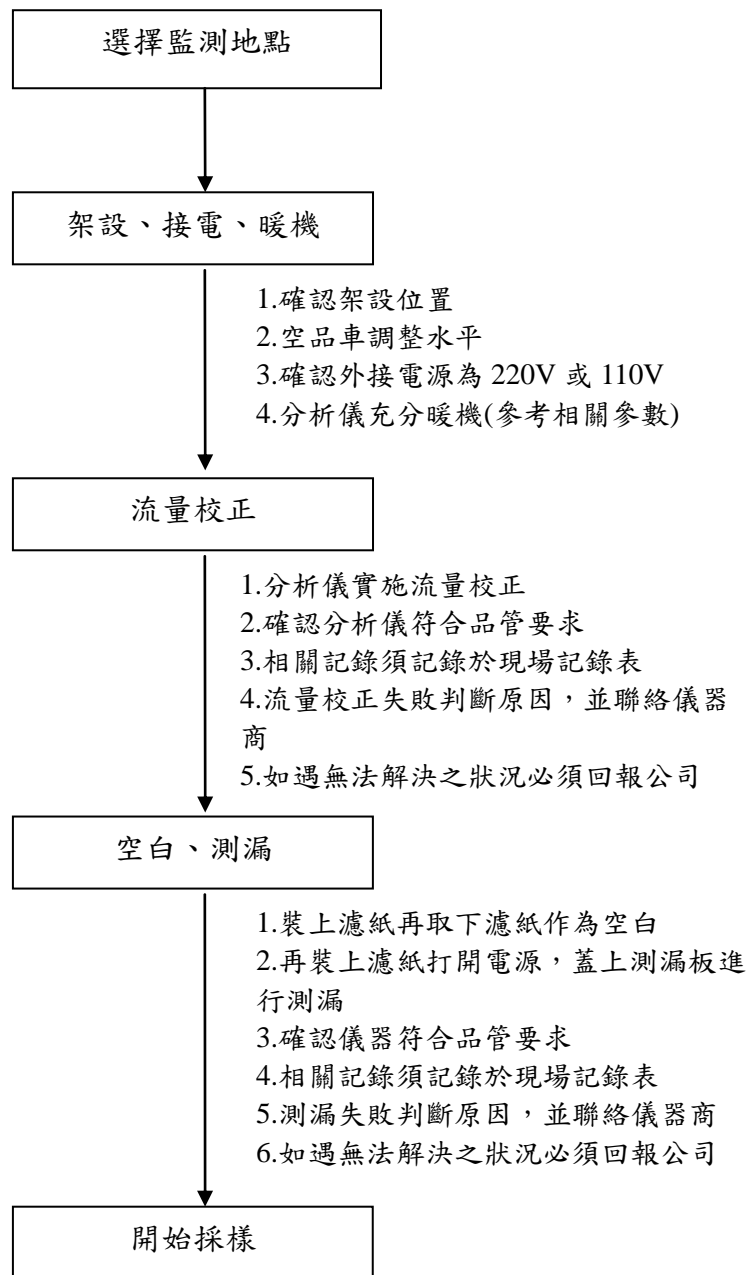 選擇監測地點
架設、接電、暖機
1.確認架設位置
2.空品車調整水平
3.確認外接電源為 220V 或 110V
4.分析儀充分暖機(參考相關參數)
流量校正
1.分析儀實施流量校正
2.確認分析儀符合品管要求
3.相關記錄須記錄於現場記錄表
4.流量校正失敗判斷原因，並聯絡儀器
商
5.如遇無法解決之狀況必須回報公司
空白、測漏
1.裝上濾紙再取下濾紙作為空白
2.再裝上濾紙打開電源，蓋上測漏板進
行測漏
3.確認儀器符合品管要求
4.相關記錄須記錄於現場記錄表
5.測漏失敗判斷原因，並聯絡儀器商
6.如遇無法解決之狀況必須回報公司
開始採樣